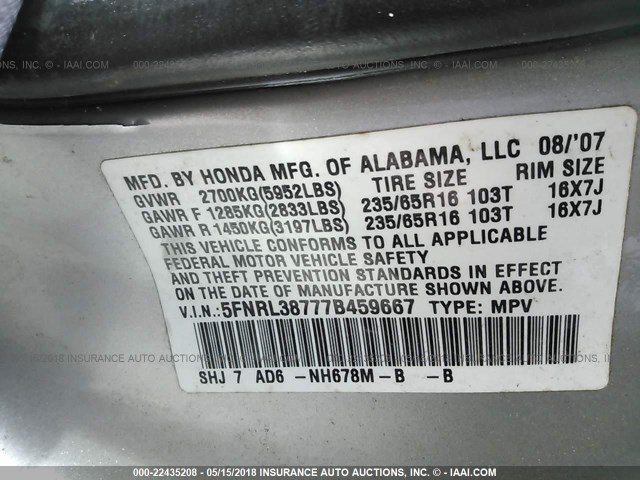 MFD. BY HONDA MFG. OF ALABAMA, LLC 08/'07
GVWR 2700KG(5952LBS) TIRE SIZE RIM SIZE
GAWR F 1285KG(2833LBS) 235/65R16 103T 16X7J
GAWR R 1450KG(3197LBS) 235/65R16 103T 16X7J
THIS VEHICLE CONFORMS TO ALL APPLICABLE
FEDERAL MOTOR VEHICLE SAFETY
AND THEFT PREVENTION STANDARDS IN EFFECT
ON THE DATE OF MANUFACTURE SHOWN ABOVE.
V.I.N.:5FNRL38777B459667 TYPE: MPV
SHJ 7 AD6 -NH678M-B -B
000-22435208 - 05/15/2018 INSURANCE AUTO AUCTIONS, INC. - WWW.IAAI.COM